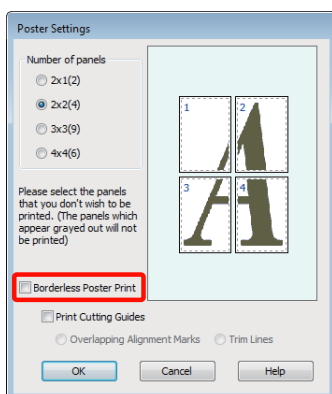 Poster Settings
Number of panels
2x1(2)
2x2(4)
3x3(9)
4x4(6)
Please select the panels
that you don't wish to be
printed. (The panels which
appear grayed out will not
be printed)
1
2
3
4
A
Borderless Poster Print
Print Cutting Guides
Overlapping Alignment Marks
Trim Lines
OK
Cancel
Help